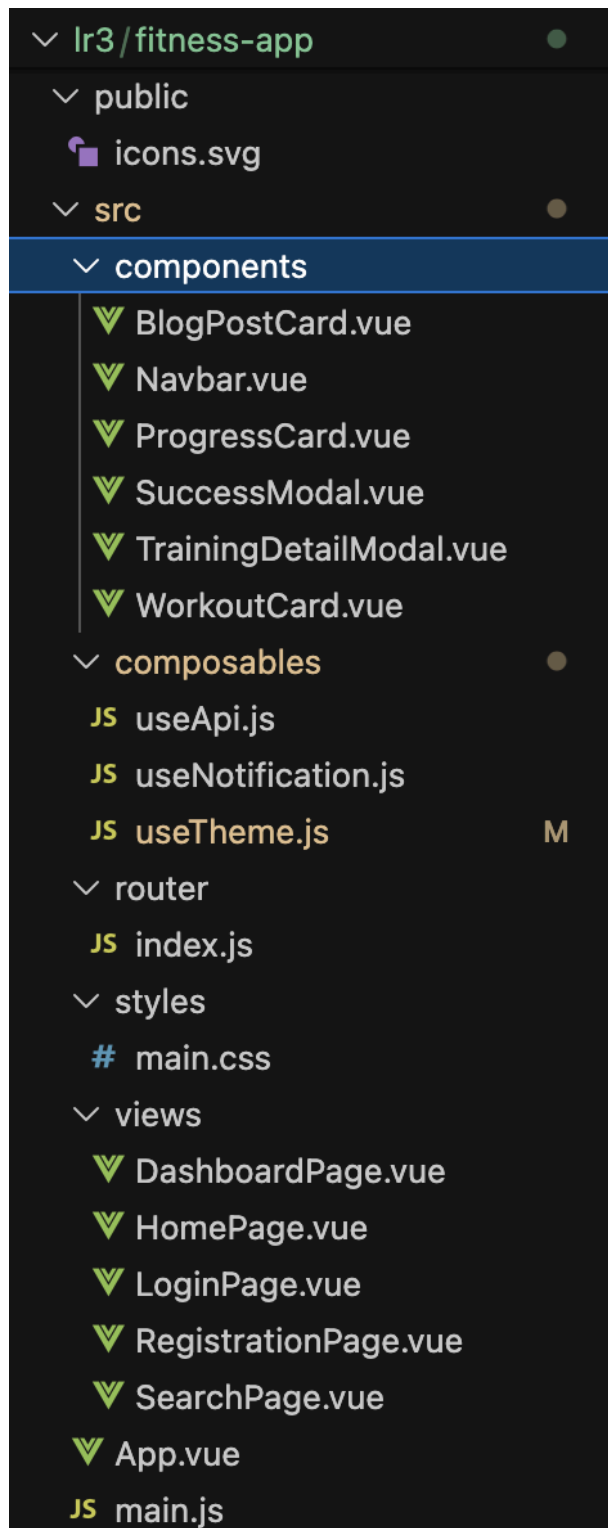 lr3/fitness-app
public
icons.svg
src
components
BlogPostCard.vue
Navbar.vue
ProgressCard.vue
SuccessModal.vue
TrainingDetailModal.vue
WorkoutCard.vue
composables
JS useApi.js
JS useNotification.js
JS useTheme.js M
router
JS index.js
styles
# main.css
views
DashboardPage.vue
HomePage.vue
LoginPage.vue
RegistrationPage.vue
SearchPage.vue
App.vue
JS main.js